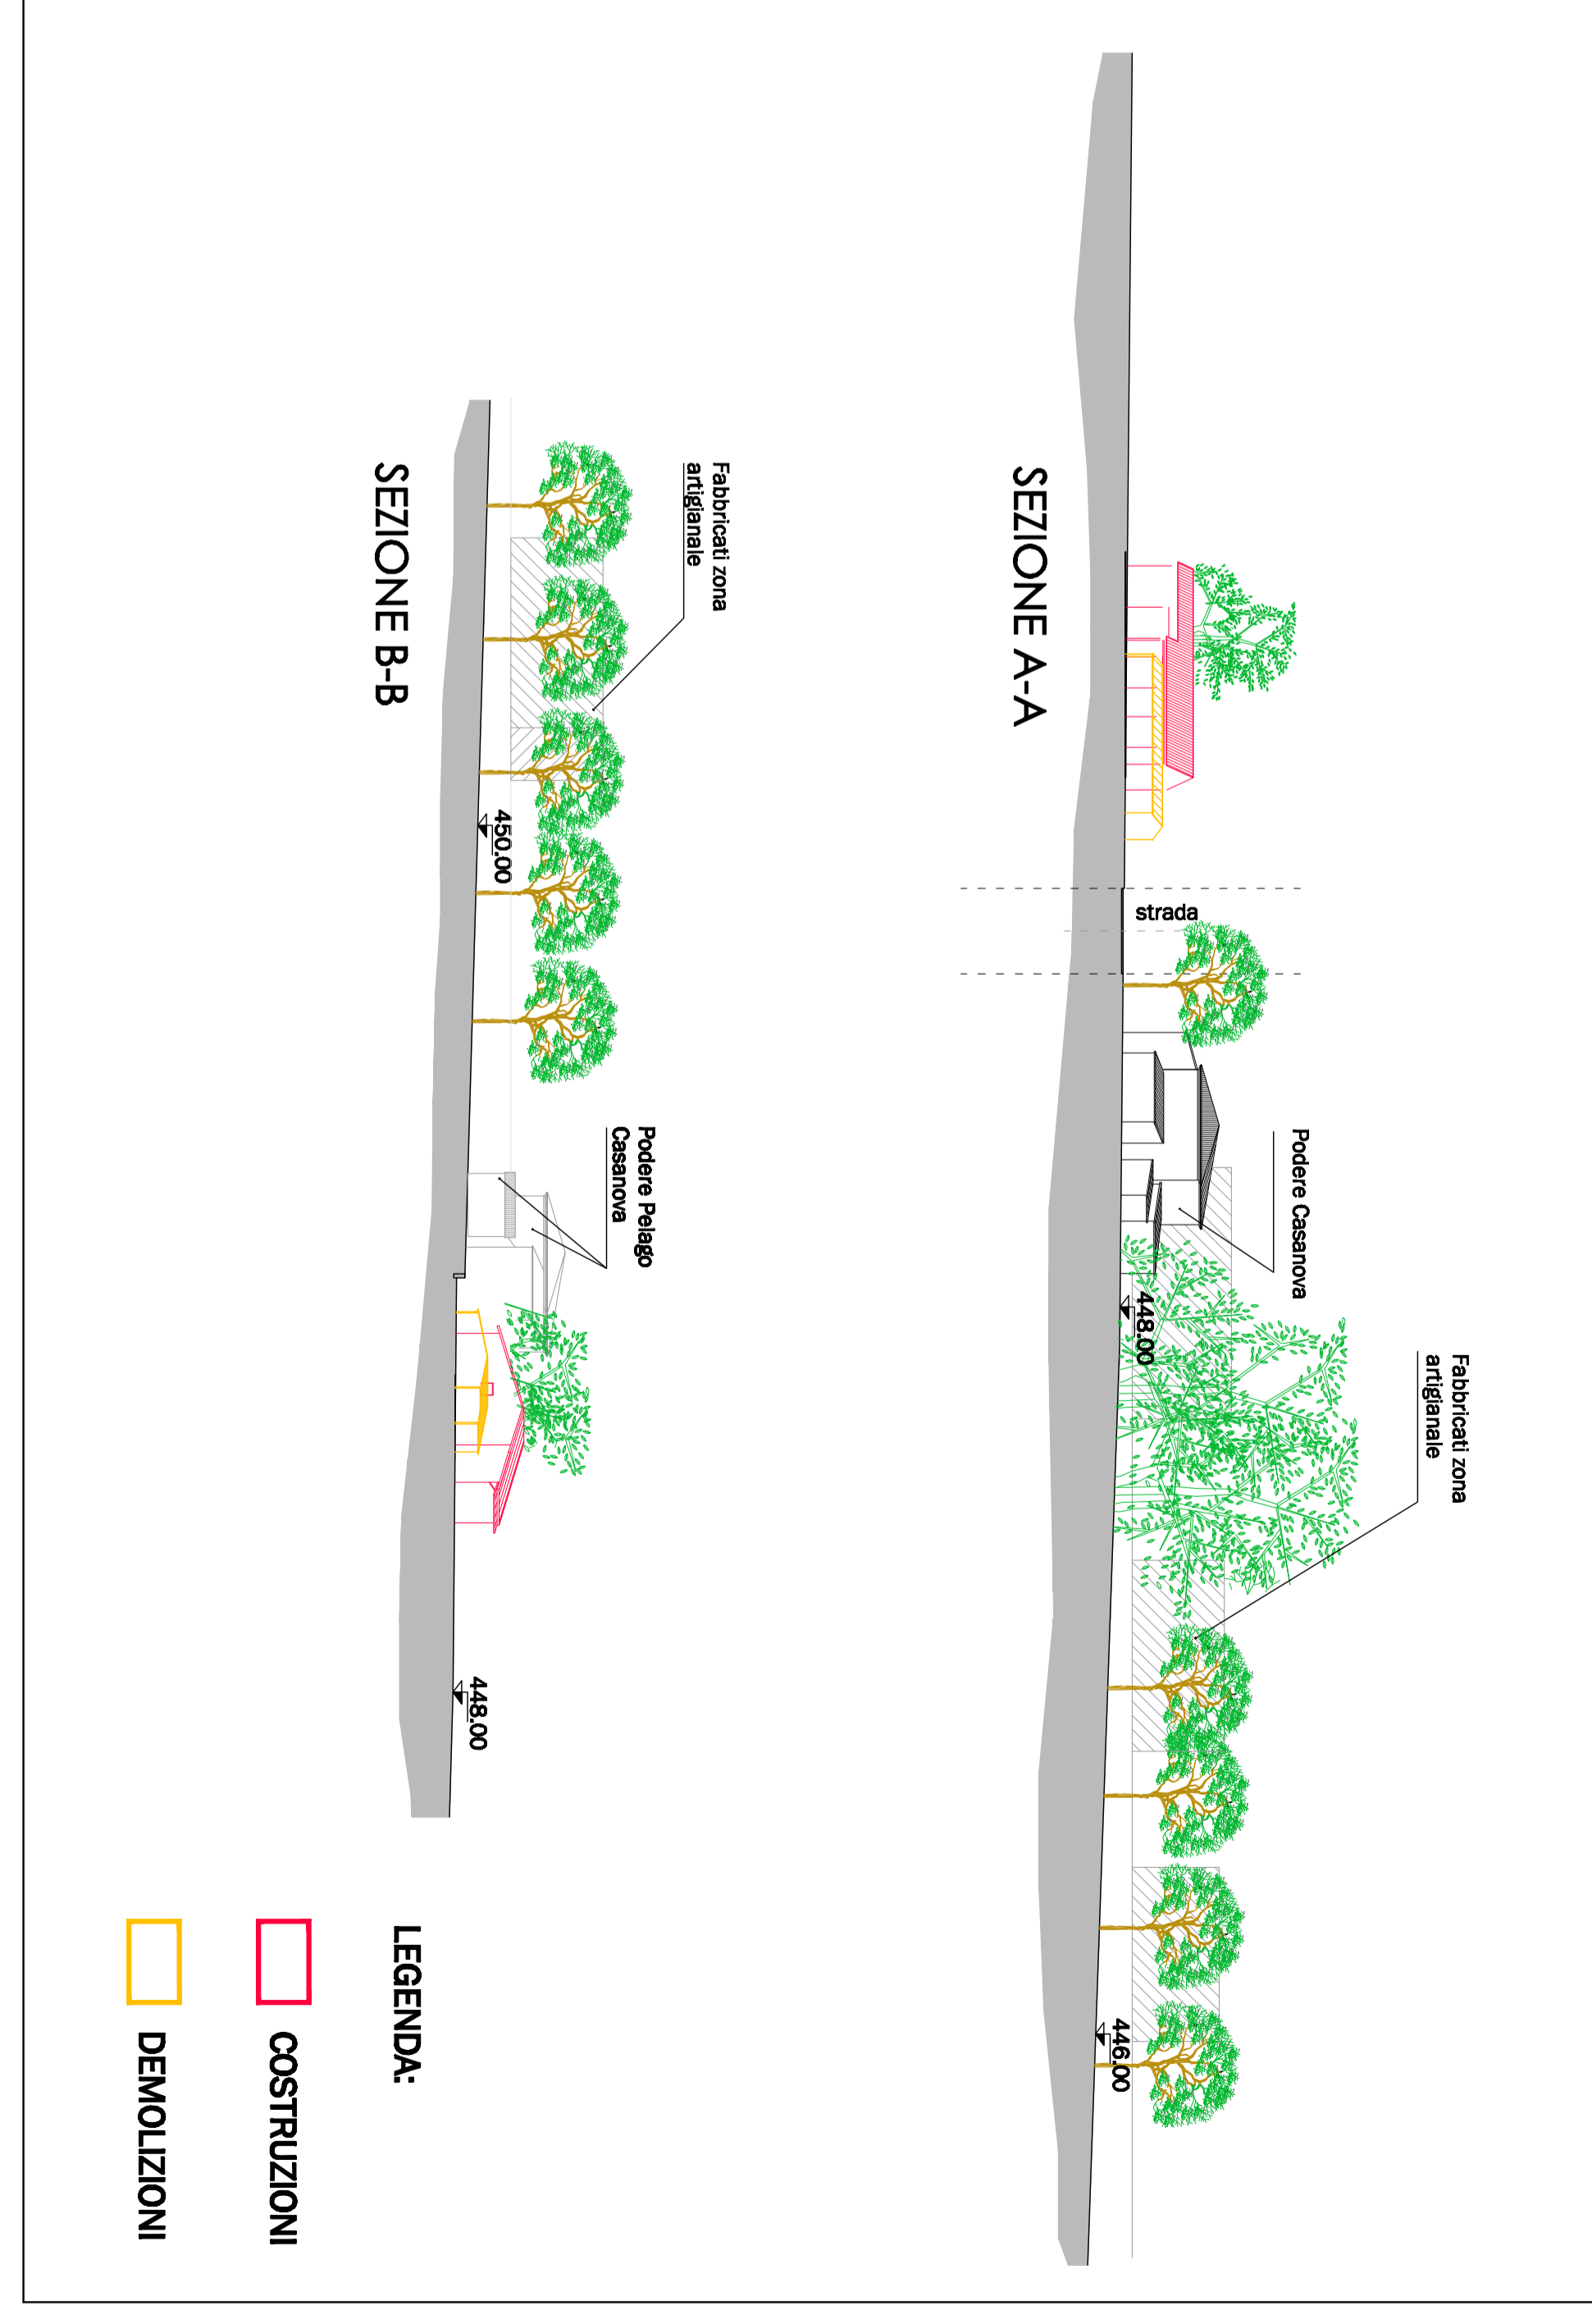 Fabbricati zona
artigianale
Podere Casanova
strada
448.00
446.00
SEZIONE A-A
Fabbricati zona
artigianale
Podere Pelago
Casanova
450.00
448.00
SEZIONE B-B
LEGENDA:
COSTRUZIONI
DEMOLIZIONI